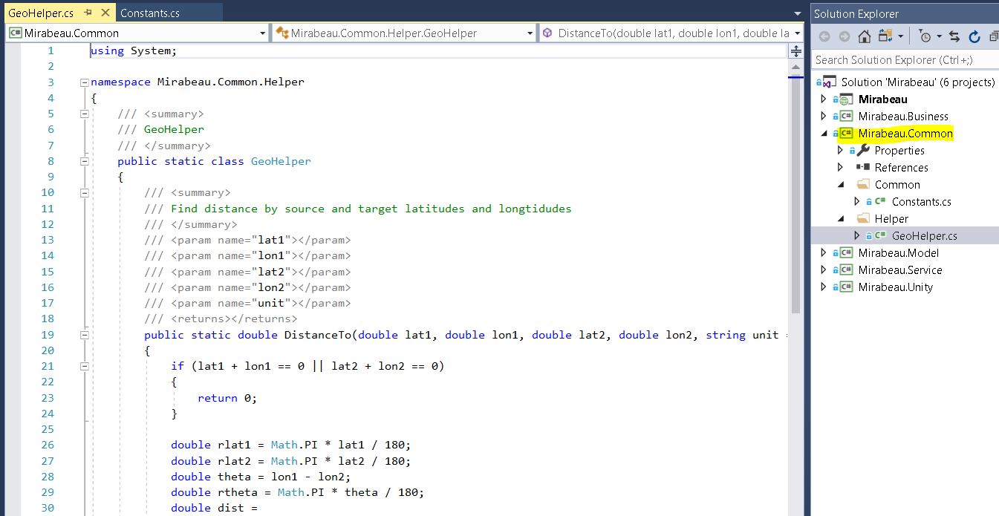 GeoHelper.cs
Constants.cs
Mirabeau.Common
Mirabeau.Common.Helper.GeoHelper
DistanceTo(double lat1, double lon1, double la
1 using System;
2
3 namespace Mirabeau.Common.Helper
4 {
5 /// <summary>
6 /// GeoHelper
7 /// </summary>
8 public static class GeoHelper
9 {
10 /// <summary>
11 /// Find distance by source and target latitudes and longtidudes
12 /// </summary>
13 /// <param name="lat1"></param>
14 /// <param name="lon1"></param>
15 /// <param name="lat2"></param>
16 /// <param name="lon2"></param>
17 /// <param name="unit"></param>
18 /// <returns></returns>
19 public static double DistanceTo(double lat1, double lon1, double lat2, double lon2, string unit =
20 {
21 if (lat1 + lon1 == 0 || lat2 + lon2 == 0)
22 {
23 return 0;
24 }
25
26 double rlat1 = Math.PI * lat1 / 180;
27 double rlat2 = Math.PI * lat2 / 180;
28 double theta = lon1 - lon2;
29 double rtheta = Math.PI * theta / 180;
30 double dist =
Solution Explorer
Search Solution Explorer (Ctrl+;)
Solution 'Mirabeau' (6 projects)
Mirabeau
C# Mirabeau.Business
C# Mirabeau.Common
Properties
References
Common
C# Constants.cs
Helper
C# GeoHelper.cs
C# Mirabeau.Model
C# Mirabeau.Service
C# Mirabeau.Unity